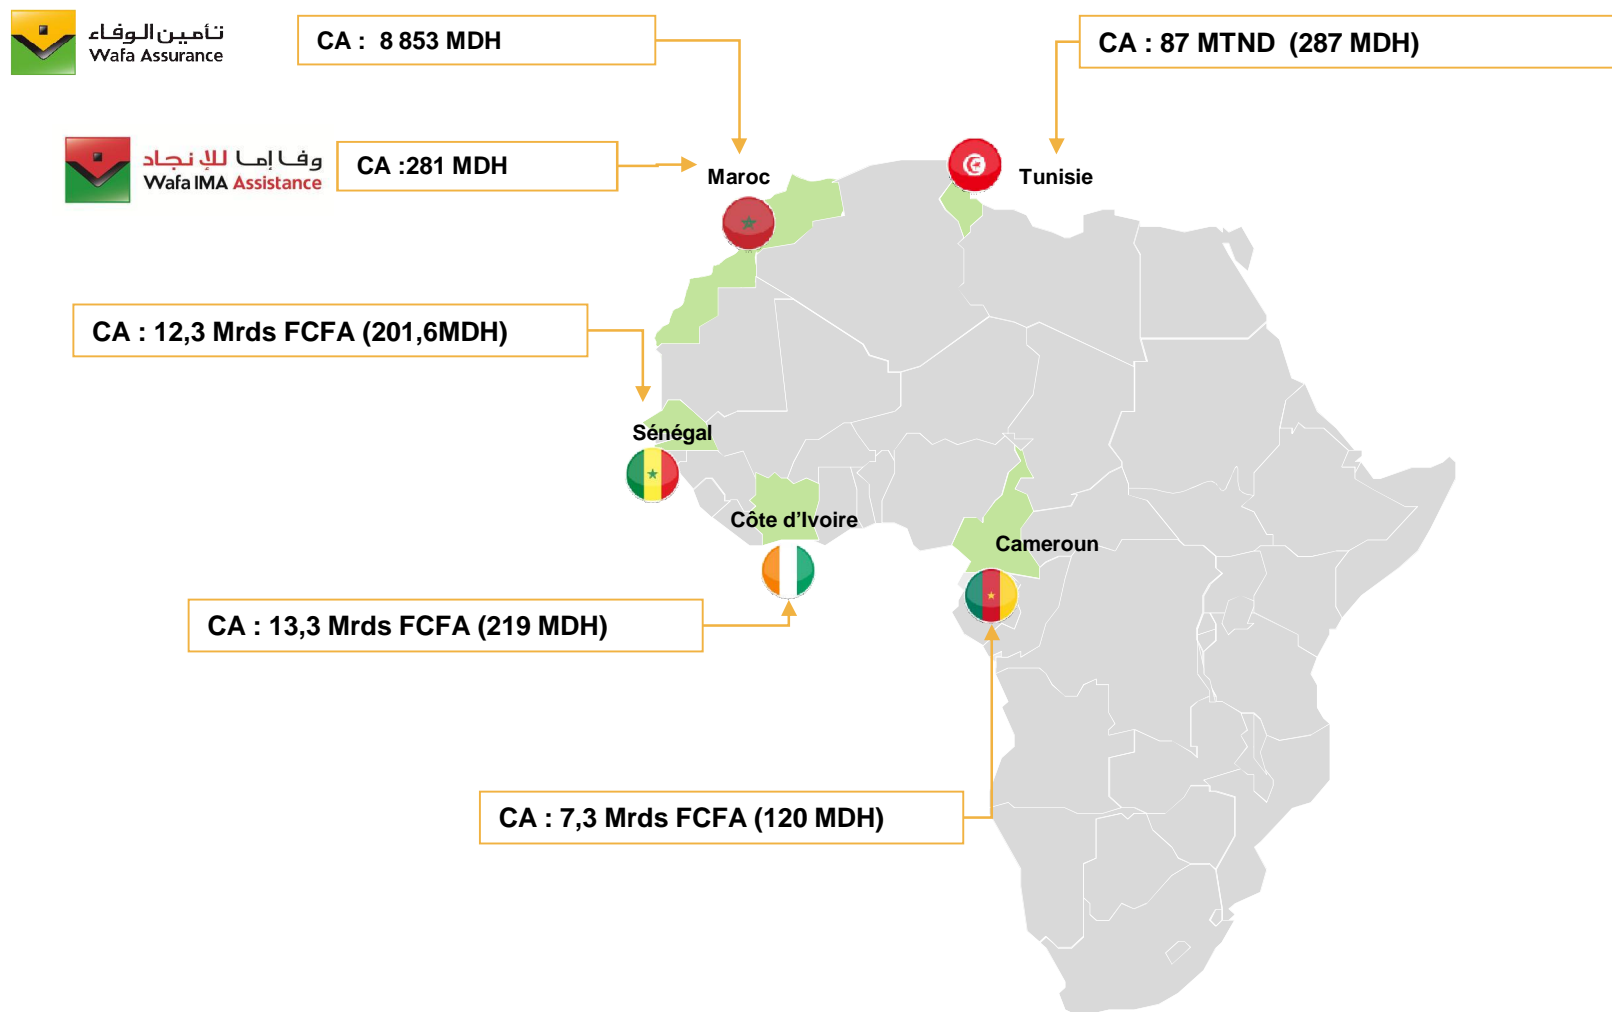 تأمين الوفاء
Wafa Assurance
CA : 8 853 MDH
CA : 87 MTND (287 MDH)
وفا إما للإنجاد
Wafa IMA Assistance
CA :281 MDH
Maroc
Tunisie
CA : 12,3 Mrds FCFA (201,6MDH)
Sénégal
Côte d’Ivoire
Cameroun
CA : 13,3 Mrds FCFA (219 MDH)
CA : 7,3 Mrds FCFA (120 MDH)